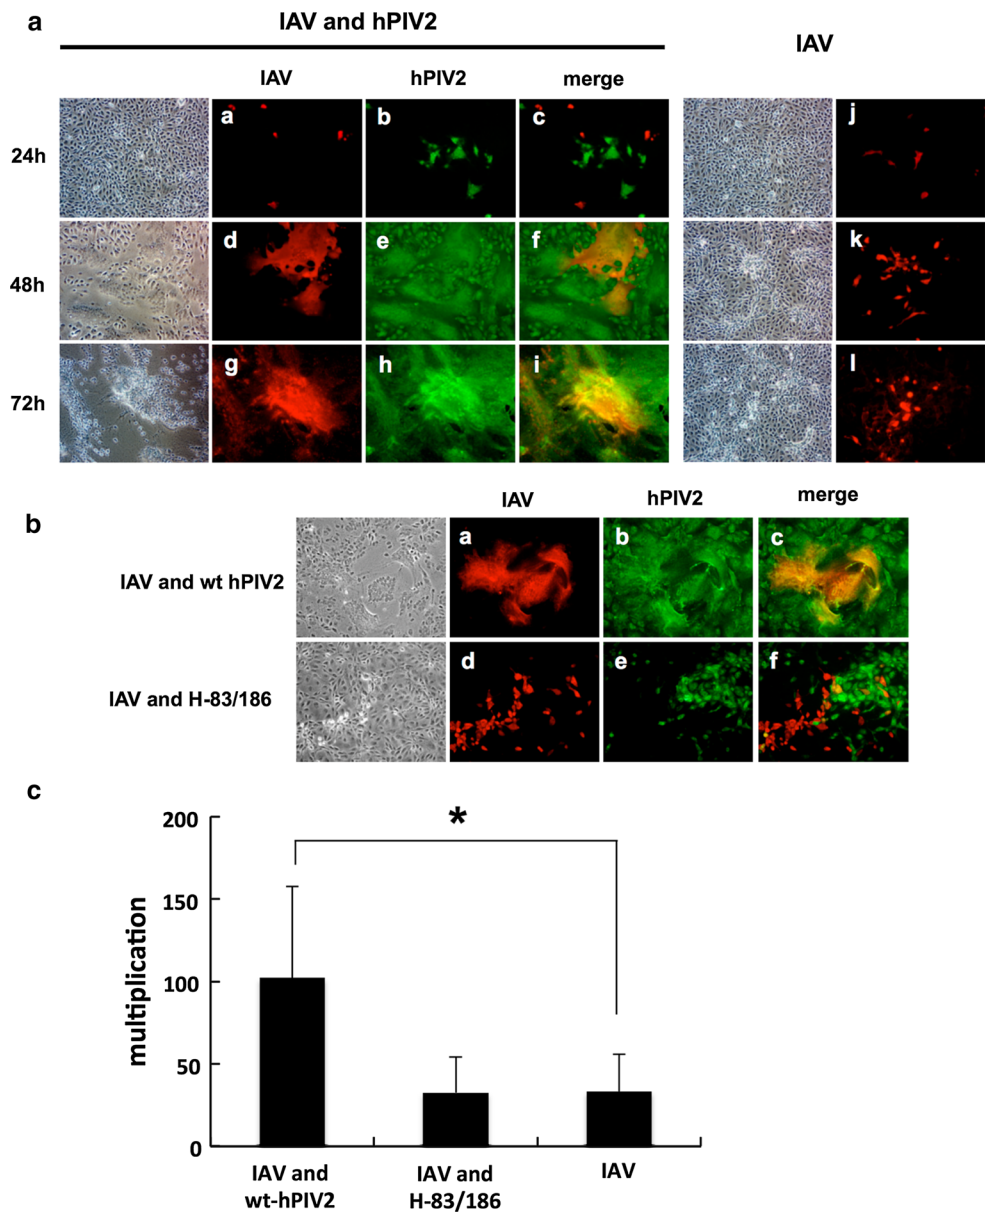 a
IAV and hPIV2
IAV
IAV hPIV2 merge
24h a b c j
48h d e f k
72h g h i l
b
IAV hPIV2 merge
IAV and wt hPIV2 a b c
IAV and H-83/186 d e f
c
*
200
150
100
50
0
multiplication
IAV and
wt-hPIV2
IAV and
H-83/186
IAV